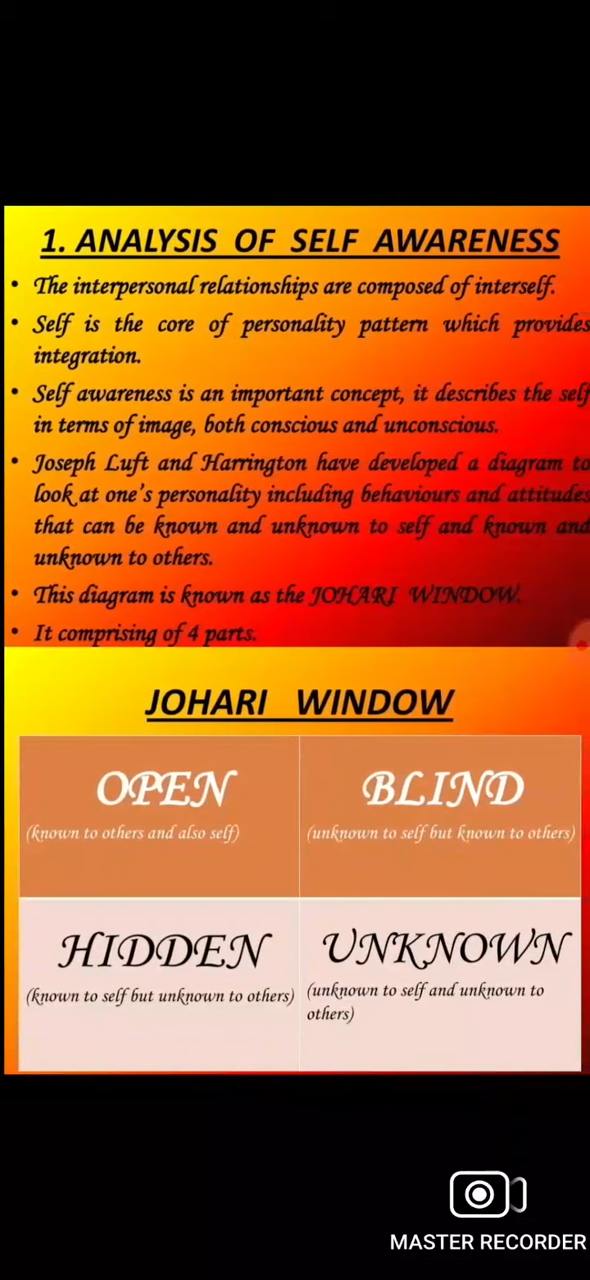 1. ANALYSIS OF SELF AWARENESS
• The interpersonal relationships are composed of interself.
• Self is the core of personality pattern which provides
integration.
• Self awareness is an important concept, it describes the self
in terms of image, both conscious and unconscious.
• Joseph Luft and Harrington have developed a diagram to
look at one's personality including behaviours and attitudes
that can be known and unknown to self and known and
unknown to others.
• This diagram is known as the JOHARI WINDOW.
• It comprising of 4 parts.
JOHARI WINDOW
OPEN
(known to others and also self)
BLIND
(unknown to self but known to others)
HIDDEN
(known to self but unknown to others)
UNKNOWN
(unknown to self and unknown to
others)
MASTER RECORDER